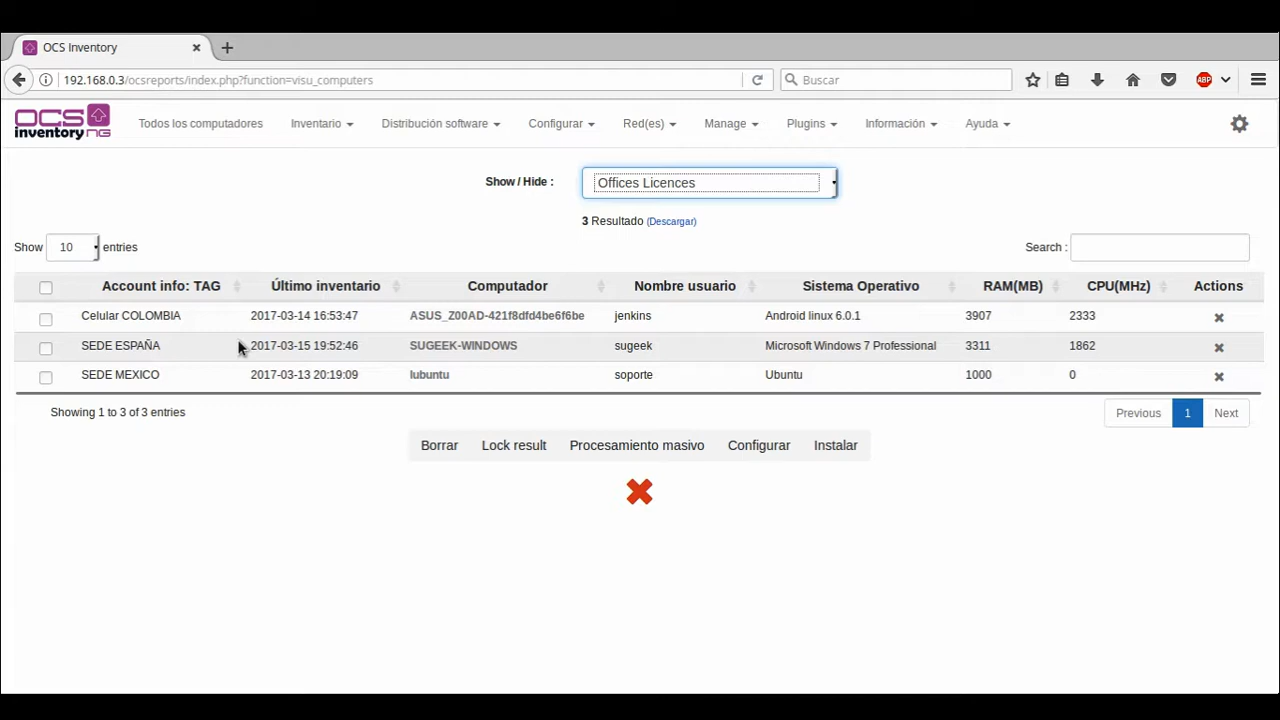 OCS Inventory
192.168.0.3/ocsreports/index.php?function=visu_computers
Buscar
ABP
OCS inventory NG
Todos los computadores Inventario Distribución software Configurar Red(es) Manage Plugins Información Ayuda
Show / Hide : Offices Licences
3 Resultado (Descargar)
Show 10 entries Search :
Account info: TAG Último inventario Computador Nombre usuario Sistema Operativo RAM(MB) CPU(MHz) Actions
Celular COLOMBIA 2017-03-14 16:53:47 ASUS_Z00AD-421f8dfd4be6f6be jenkins Android linux 6.0.1 3907 2333
SEDE ESPAÑA 2017-03-15 19:52:46 SUGEEK-WINDOWS sugeek Microsoft Windows 7 Professional 3311 1862
SEDE MEXICO 2017-03-13 20:19:09 lubuntu soporte Ubuntu 1000 0
Showing 1 to 3 of 3 entries Previous 1 Next
Borrar Lock result Procesamiento masivo Configurar Instalar